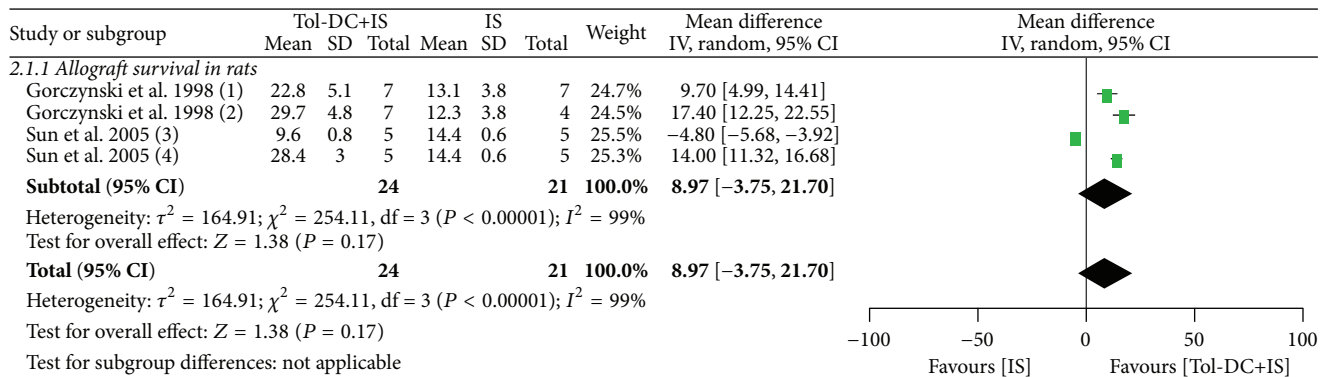 Study or subgroup Tol-DC+IS IS Weight Mean difference Mean difference
Mean SD Total Mean SD Total IV, random, 95% CI IV, random, 95% CI
2.1.1 Allograft survival in rats
Gorczynski et al. 1998 (1) 22.8 5.1 7 13.1 3.8 7 24.7% 9.70 [4.99, 14.41]
Gorczynski et al. 1998 (2) 29.7 4.8 7 12.3 3.8 4 24.5% 17.40 [12.25, 22.55]
Sun et al. 2005 (3) 9.6 0.8 5 14.4 0.6 5 25.5% −4.80 [−5.68, −3.92]
Sun et al. 2005 (4) 28.4 3 5 14.4 0.6 5 25.3% 14.00 [11.32, 16.68]
Subtotal (95% CI) 24 21 100.0% 8.97 [−3.75, 21.70]
Heterogeneity: τ² = 164.91; χ² = 254.11, df = 3 (P < 0.00001); I² = 99%
Test for overall effect: Z = 1.38 (P = 0.17)
Total (95% CI) 24 21 100.0% 8.97 [−3.75, 21.70]
Heterogeneity: τ² = 164.91; χ² = 254.11, df = 3 (P < 0.00001); I² = 99%
Test for overall effect: Z = 1.38 (P = 0.17)
Test for subgroup differences: not applicable
−100 −50 0 50 100
Favours [IS] Favours [Tol-DC+IS]